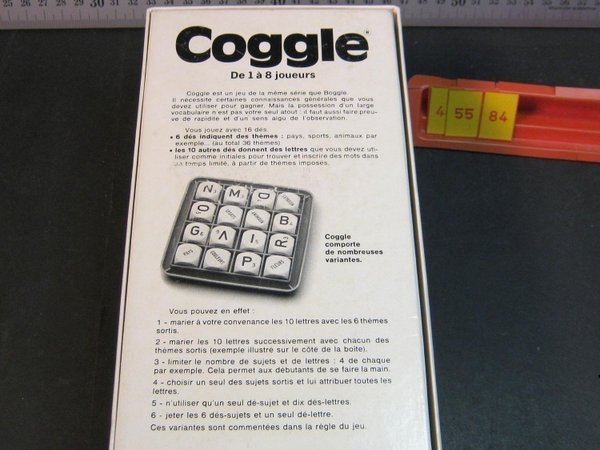 Coggle®
De 1 à 8 joueurs
Coggle est un jeu de la même série que Boggle.
Il nécessite certaines connaissances générales que vous
devez utiliser pour gagner. Mais la possession d'un large
vocabulaire n'est pas votre seul atout : il faut aussi faire preu-
ve de rapidité et d'un sens aigu de l'observation.
Vous jouez avec 16 dés.
• 6 dés indiquent des thèmes : pays, sports, animaux par
exemple... (au total 36 thèmes)
• les 10 autres dés donnent des lettres que vous devez uti-
liser comme initiales pour trouver et inscrire des mots dans
un temps limité, à partir de thèmes imposés.
N M D
O B
G A I R
PAYS P FLEURS
Coggle
comporte
de nombreuses
variantes.
Vous pouvez en effet :
1 - marier à votre convenance les 10 lettres avec les 6 thèmes
sortis.
2 - marier les 10 lettres successivement avec chacun des
thèmes sortis (exemple illustré sur le côté de la boîte).
3 - limiter le nombre de sujets et de lettres : 4 de chaque
par exemple. Cela permet aux débutants de se faire la main.
4 - choisir un seul des sujets sortis et lui attribuer toutes les
lettres.
5 - n'utiliser qu'un seul dé-sujet et dix dés-lettres.
6 - jeter les 6 dés-sujets et un seul dé-lettre.
Ces variantes sont commentées dans la règle du jeu.
4 55 84